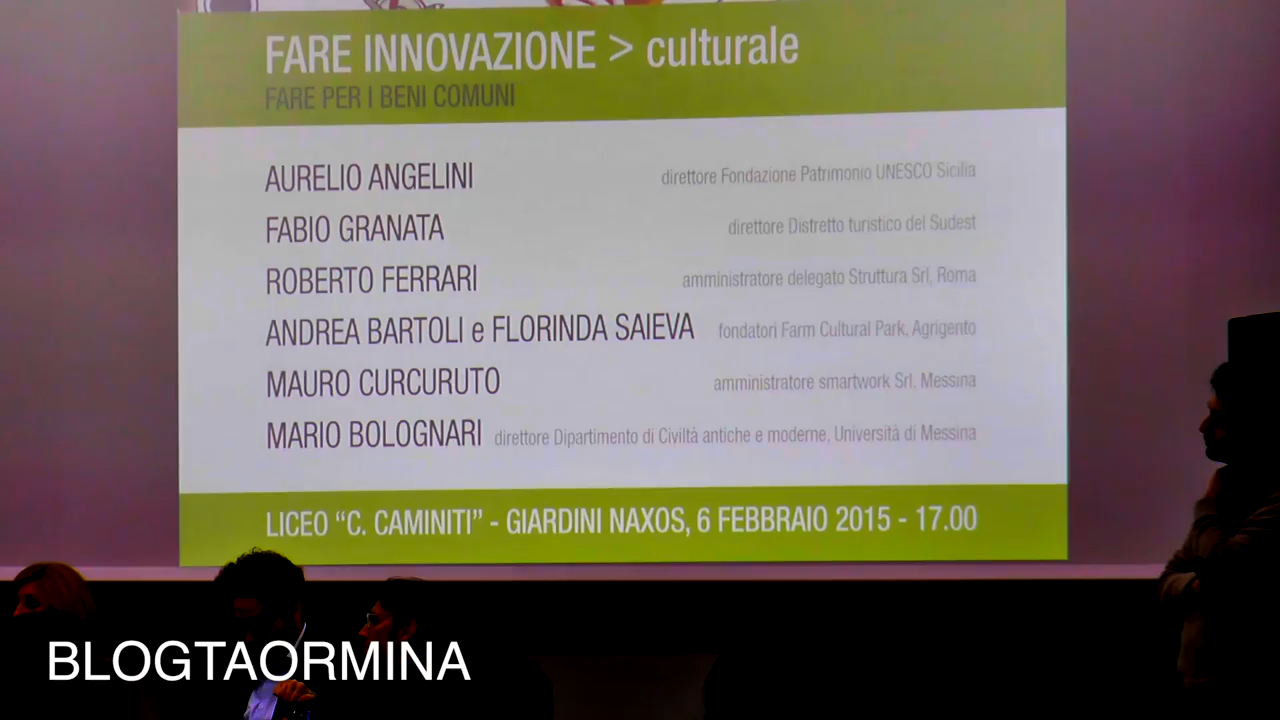 FARE INNOVAZIONE > culturale
FARE PER I BENI COMUNI
AURELIO ANGELINI direttore Fondazione Patrimonio UNESCO Sicilia
FABIO GRANATA direttore Distretto turistico del Sudest
ROBERTO FERRARI amministratore delegato Struttura Srl, Roma
ANDREA BARTOLI e FLORINDA SAIEVA fondatori Farm Cultural Park, Agrigento
MAURO CURCURUTO amministratore smartwork Srl. Messina
MARIO BOLOGNARI direttore Dipartimento di Civiltà antiche e moderne, Università di Messina
LICEO “C. CAMINITI” - GIARDINI NAXOS, 6 FEBBRAIO 2015 - 17.00
BLOGTAORMINA